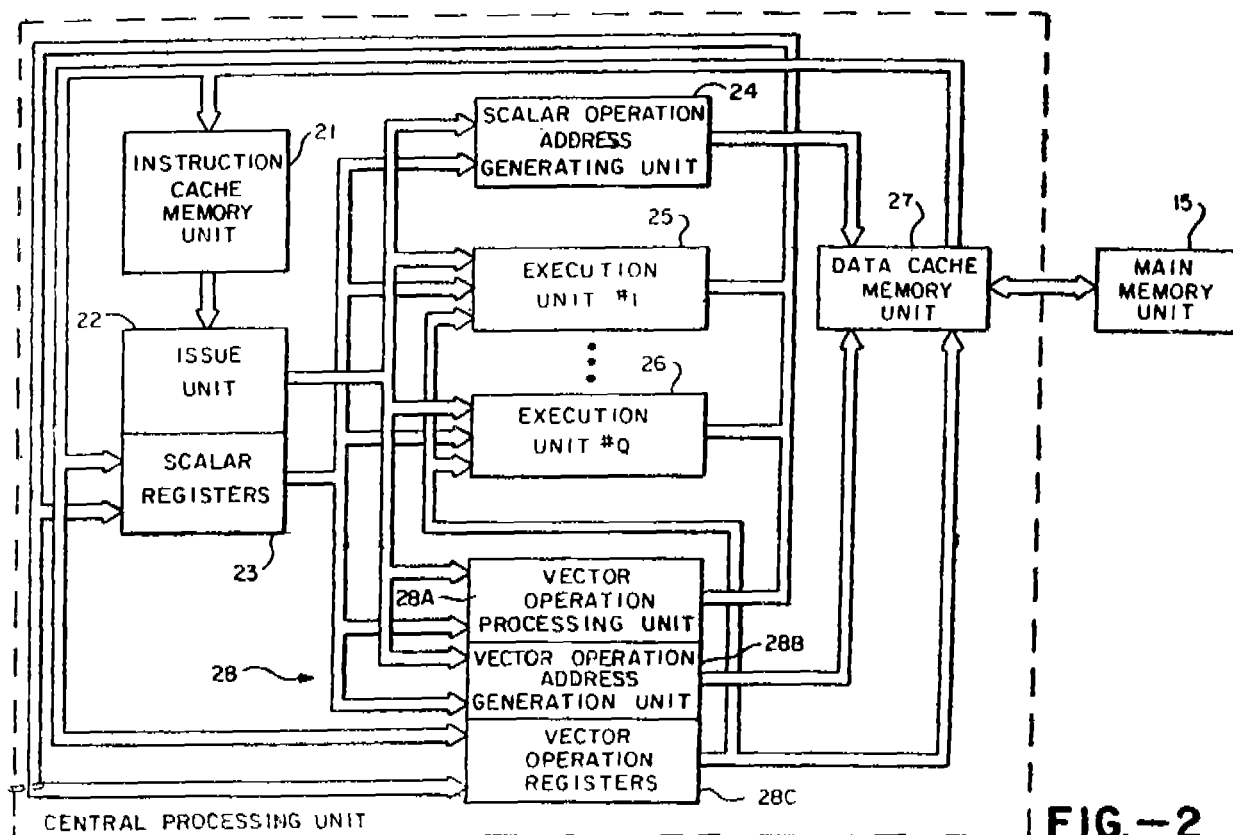 24
SCALAR OPERATION
ADDRESS
GENERATING UNIT
21
INSTRUCTION
CACHE
MEMORY
UNIT
25
EXECUTION
UNIT #1
27
DATA CACHE
MEMORY
UNIT
15
MAIN
MEMORY
UNIT
22
ISSUE
UNIT
26
EXECUTION
UNIT #Q
SCALAR
REGISTERS
23
28A
VECTOR
OPERATION
PROCESSING UNIT
28
28B
VECTOR OPERATION
ADDRESS
GENERATION UNIT
VECTOR
OPERATION
REGISTERS
28C
CENTRAL PROCESSING UNIT
FIG.-2